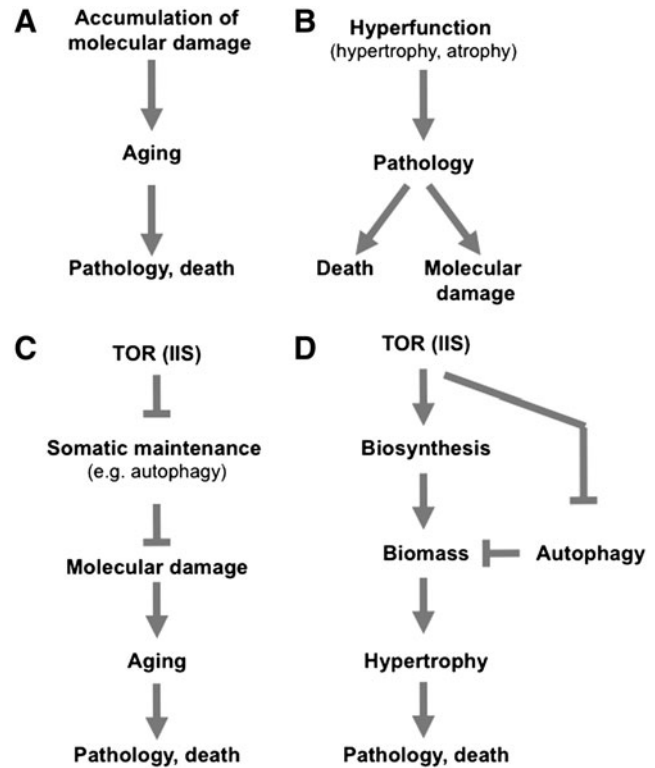 A
Accumulation of
molecular damage
Aging
Pathology, death
B
Hyperfunction
(hypertrophy, atrophy)
Pathology
Death
Molecular
damage
C
TOR (IIS)
Somatic maintenance
(e.g. autophagy)
Molecular damage
Aging
Pathology, death
D
TOR (IIS)
Biosynthesis
Biomass
Autophagy
Hypertrophy
Pathology, death